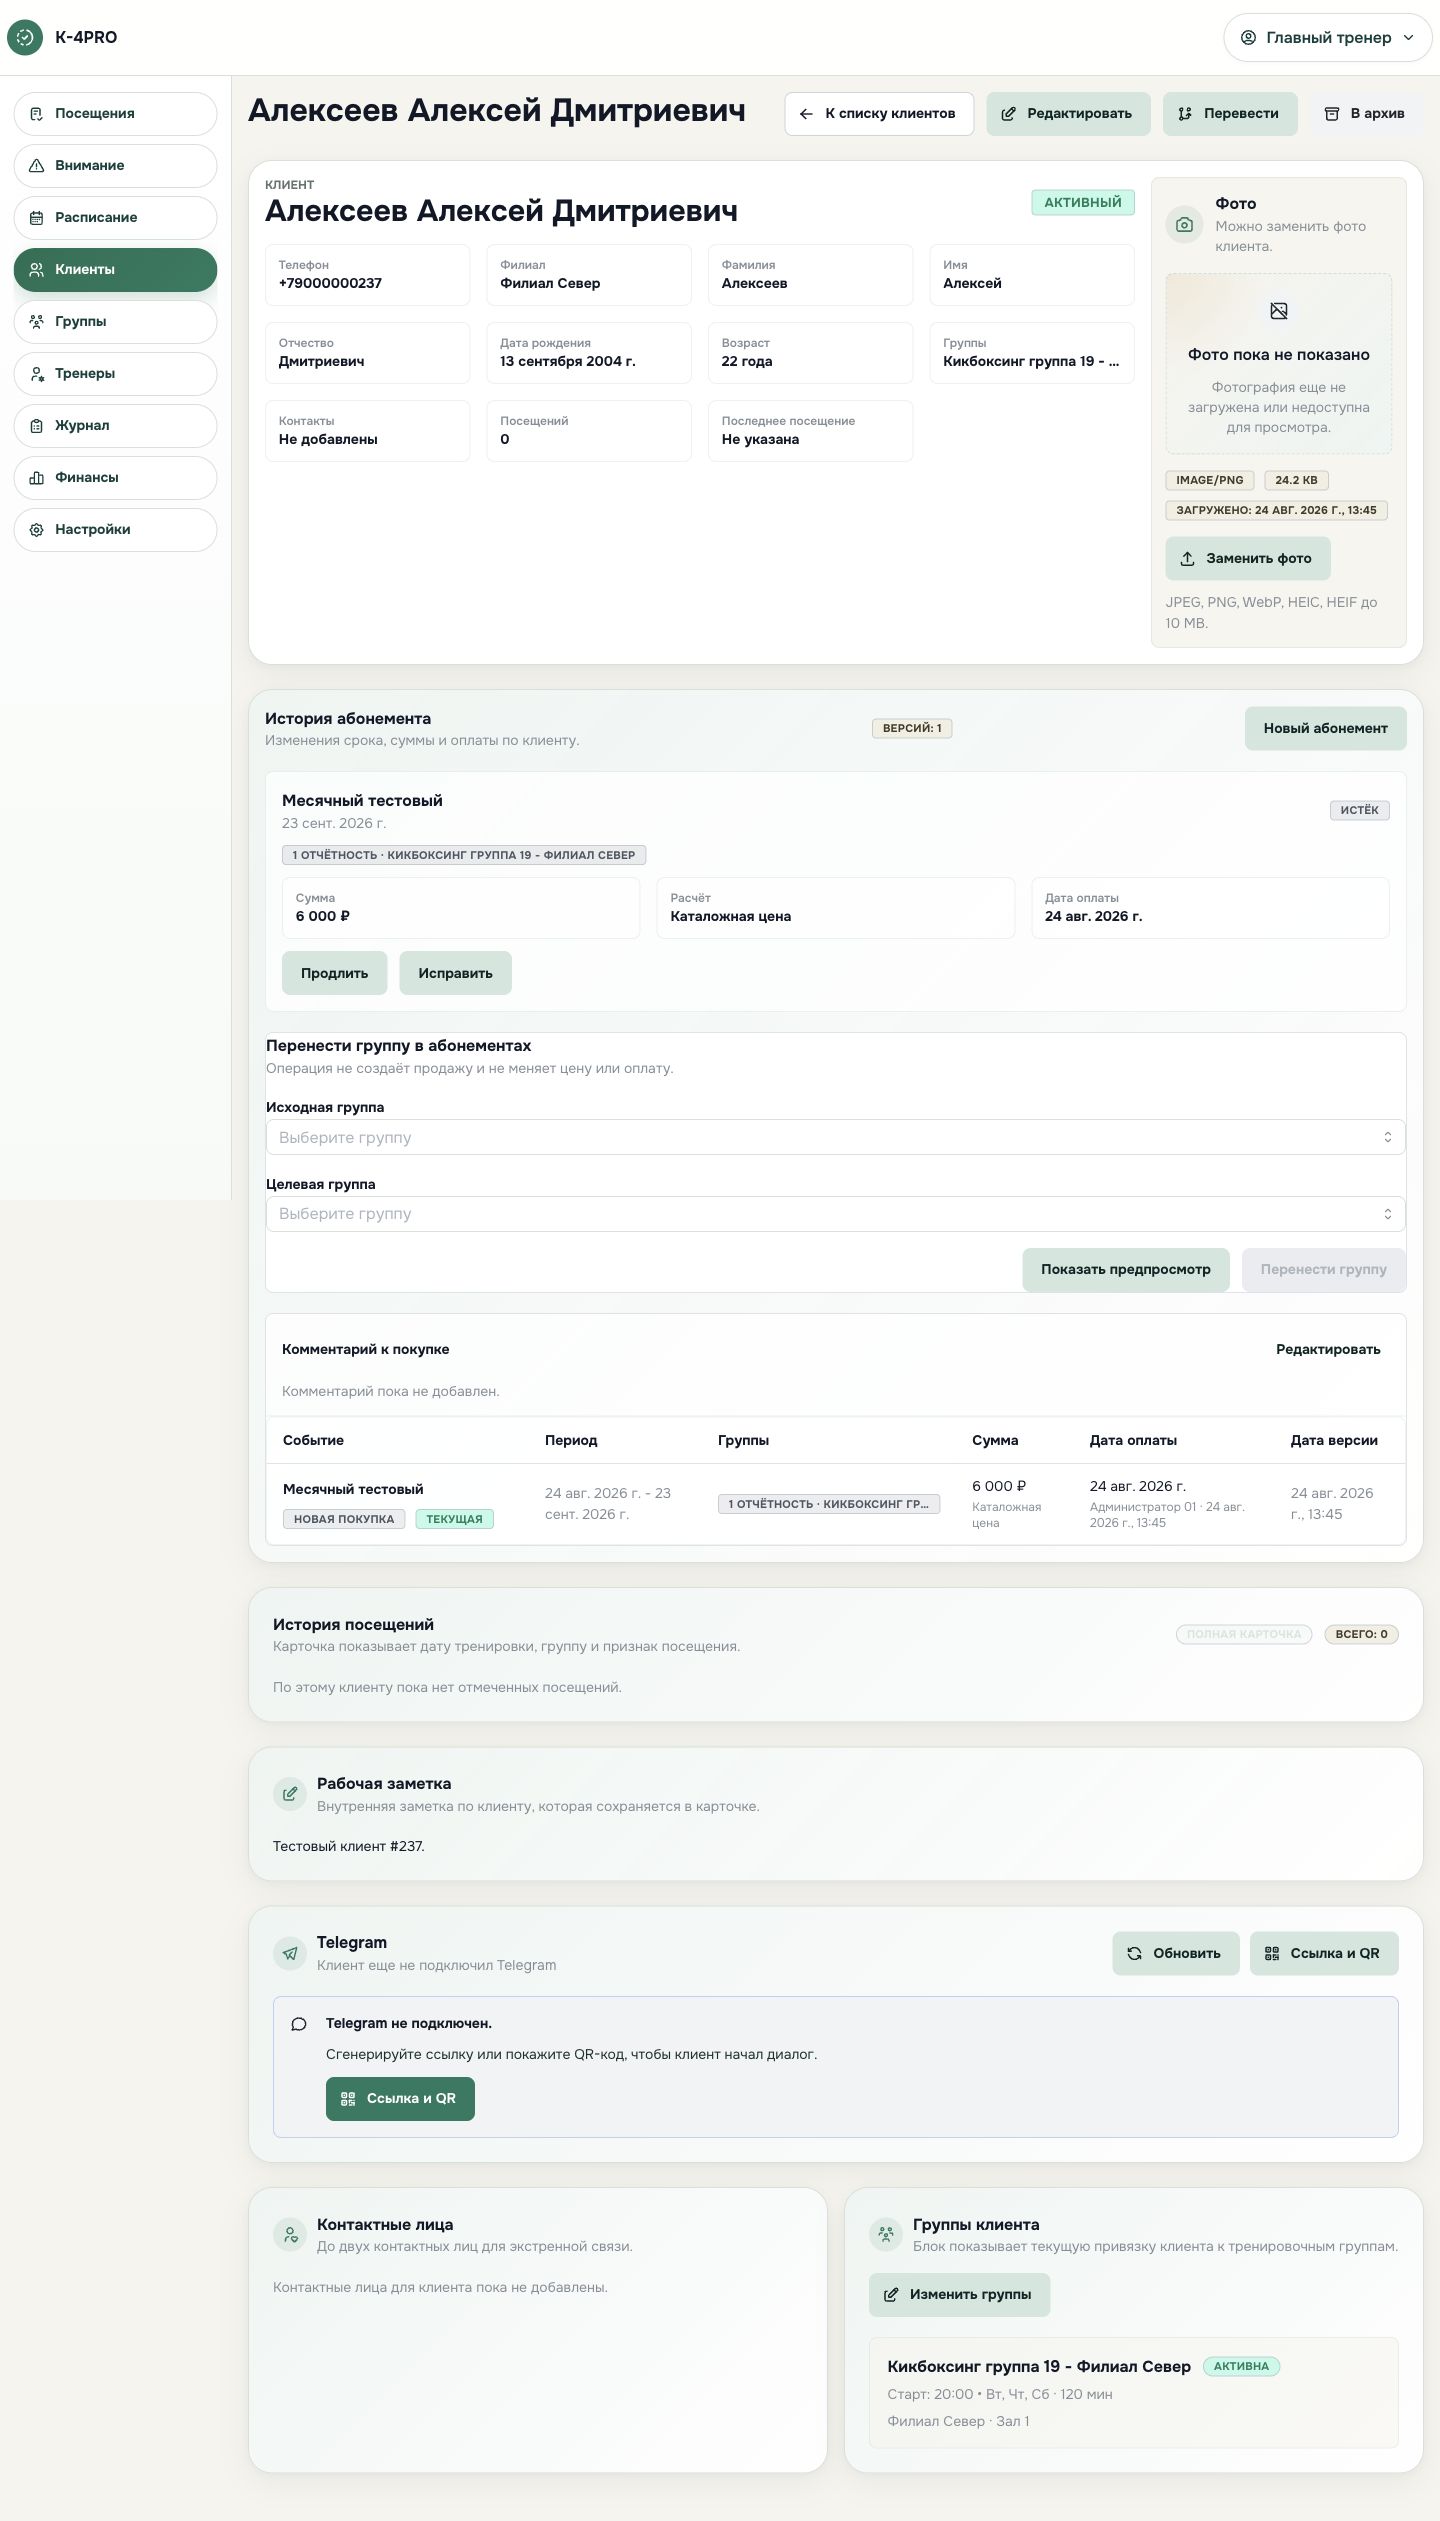 K-4PRO
Главный тренер
Посещения
Внимание
Расписание
Клиенты
Группы
Тренеры
Журнал
Финансы
Настройки
Алексеев Алексей Дмитриевич
К списку клиентов
Редактировать
Перевести
В архив
КЛИЕНТ
Алексеев Алексей Дмитриевич
АКТИВНЫЙ
Телефон
+79000000237
Филиал
Филиал Север
Фамилия
Алексеев
Имя
Алексей
Отчество
Дмитриевич
Дата рождения
13 сентября 2004 г.
Возраст
22 года
Группы
Кикбоксинг группа 19 - ...
Контакты
Не добавлены
Посещений
0
Последнее посещение
Не указана
Фото
Можно заменить фото
клиента.
Фото пока не показано
Фотография еще не
загружена или недоступна
для просмотра.
IMAGE/PNG
24.2 KB
ЗАГРУЖЕНО: 24 АВГ. 2026 Г., 13:45
Заменить фото
JPEG, PNG, WebP, HEIC, HEIF до
10 MB.
История абонемента
Изменения срока, суммы и оплаты по клиенту.
ВЕРСИЙ: 1
Новый абонемент
Месячный тестовый
23 сент. 2026 г.
ИСТЁК
1 ОТЧЁТНОСТЬ · КИКБОКСИНГ ГРУППА 19 - ФИЛИАЛ СЕВЕР
Сумма
6 000 ₽
Расчёт
Каталожная цена
Дата оплаты
24 авг. 2026 г.
Продлить
Исправить
Перенести группу в абонементах
Операция не создаёт продажу и не меняет цену или оплату.
Исходная группа
Выберите группу
Целевая группа
Выберите группу
Показать предпросмотр
Перенести группу
Комментарий к покупке
Редактировать
Комментарий пока не добавлен.
Событие
Период
Группы
Сумма
Дата оплаты
Дата версии
Месячный тестовый
НОВАЯ ПОКУПКА
ТЕКУЩАЯ
24 авг. 2026 г. - 23
сент. 2026 г.
1 ОТЧЁТНОСТЬ · КИКБОКСИНГ ГР...
6 000 ₽
Каталожная
цена
24 авг. 2026 г.
Администратор 01 · 24 авг.
2026 г., 13:45
24 авг. 2026
г., 13:45
История посещений
Карточка показывает дату тренировки, группу и признак посещения.
ПОЛНАЯ КАРТОЧКА
ВСЕГО: 0
По этому клиенту пока нет отмеченных посещений.
Рабочая заметка
Внутренняя заметка по клиенту, которая сохраняется в карточке.
Тестовый клиент #237.
Telegram
Клиент еще не подключил Telegram
Обновить
Ссылка и QR
Telegram не подключен.
Сгенерируйте ссылку или покажите QR-код, чтобы клиент начал диалог.
Ссылка и QR
Контактные лица
До двух контактных лиц для экстренной связи.
Контактные лица для клиента пока не добавлены.
Группы клиента
Блок показывает текущую привязку клиента к тренировочным группам.
Изменить группы
Кикбоксинг группа 19 - Филиал Север
АКТИВНА
Старт: 20:00 • Вт, Чт, Сб · 120 мин
Филиал Север · Зал 1